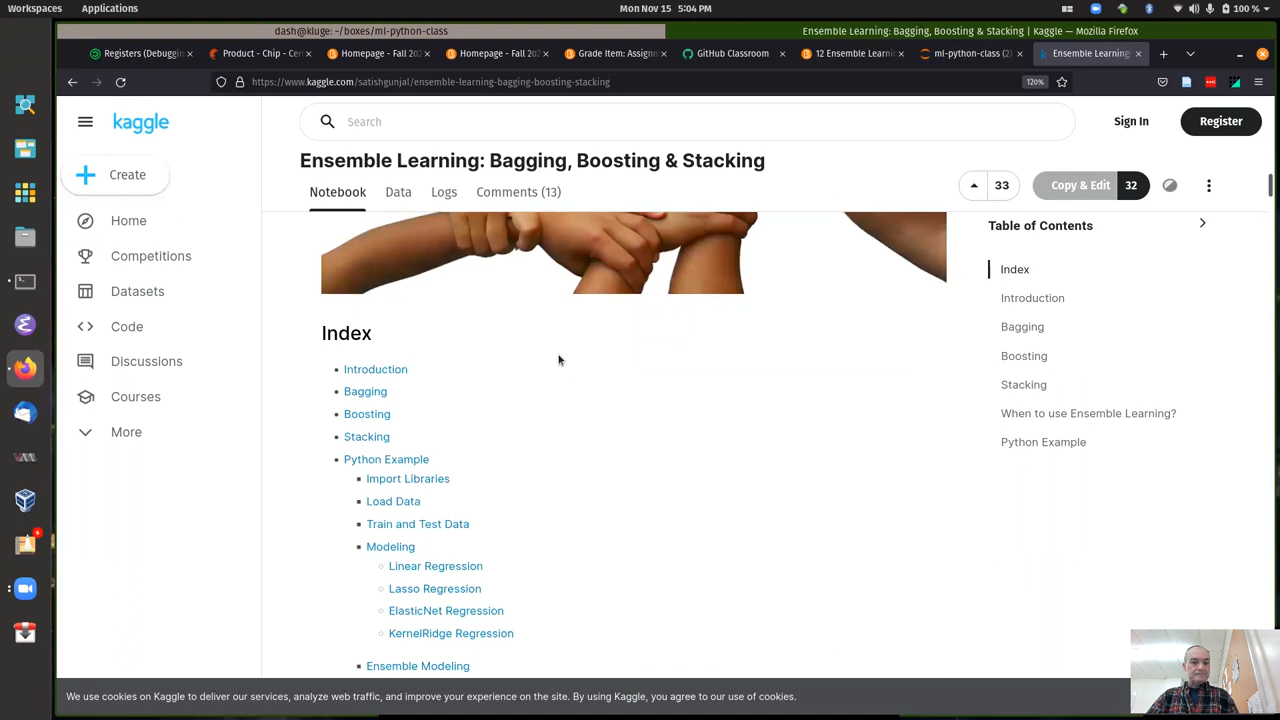 Workspaces
Applications
Mon Nov 15 5:04 PM
100 %
dash@kluge: ~/boxes/ml-python-class
Ensemble Learning: Bagging, Boosting & Stacking | Kaggle — Mozilla Firefox
Registers (Debuggin
Product - Chip - Cer
Homepage - Fall 202
Homepage - Fall 202
Grade Item: Assignm
GitHub Classroom
12 Ensemble Learnin
ml-python-class (2)
Ensemble Learning:
https://www.kaggle.com/satishgunjal/ensemble-learning-bagging-boosting-stacking
120%
kaggle
Search
Sign In
Register
Create
Home
Competitions
Datasets
Code
Discussions
Courses
More
Ensemble Learning: Bagging, Boosting & Stacking
Notebook
Data
Logs
Comments (13)
33
Copy & Edit
32
Index
Introduction
Bagging
Boosting
Stacking
Python Example
Import Libraries
Load Data
Train and Test Data
Modeling
Linear Regression
Lasso Regression
ElasticNet Regression
KernelRidge Regression
Ensemble Modeling
Table of Contents
Index
Introduction
Bagging
Boosting
Stacking
When to use Ensemble Learning?
Python Example
We use cookies on Kaggle to deliver our services, analyze web traffic, and improve your experience on the site. By using Kaggle, you agree to our use of cookies.